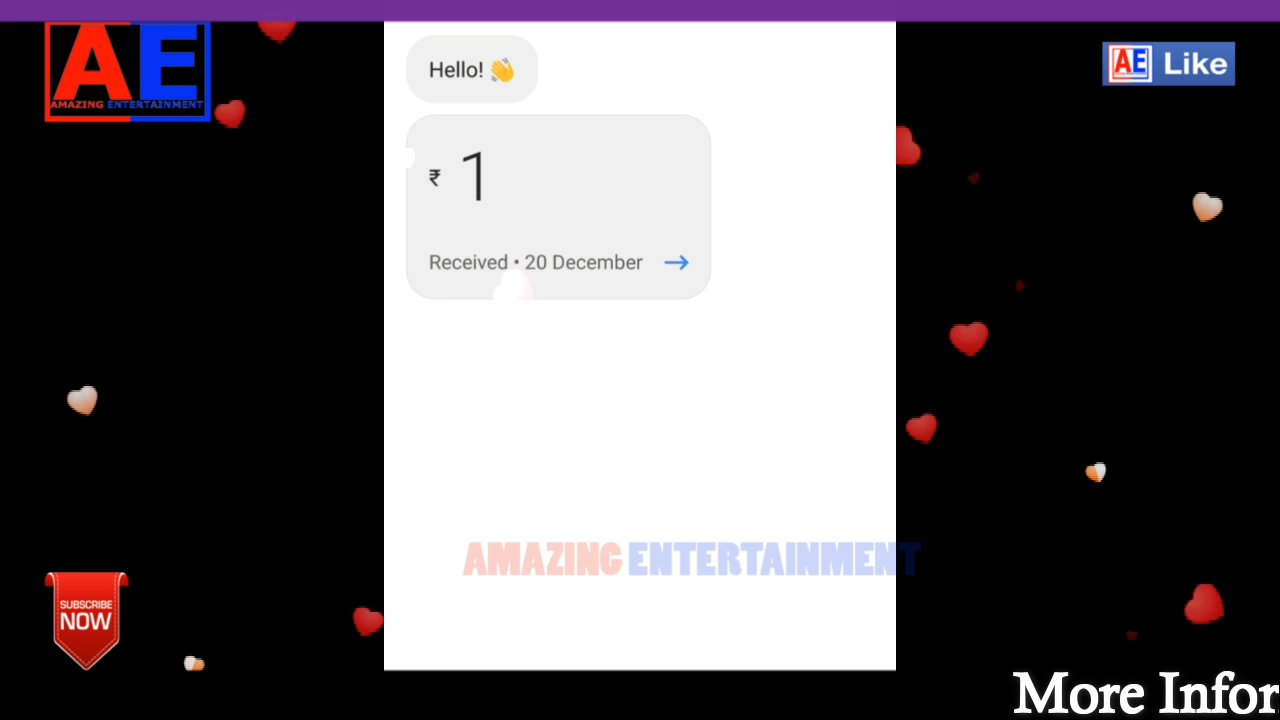 AE
AMAZING ENTERTAINMENT
Hello! 👋
AE Like
₹ 1
Received • 20 December →
AMAZING ENTERTAINMENT
SUBSCRIBE
NOW
More Infor